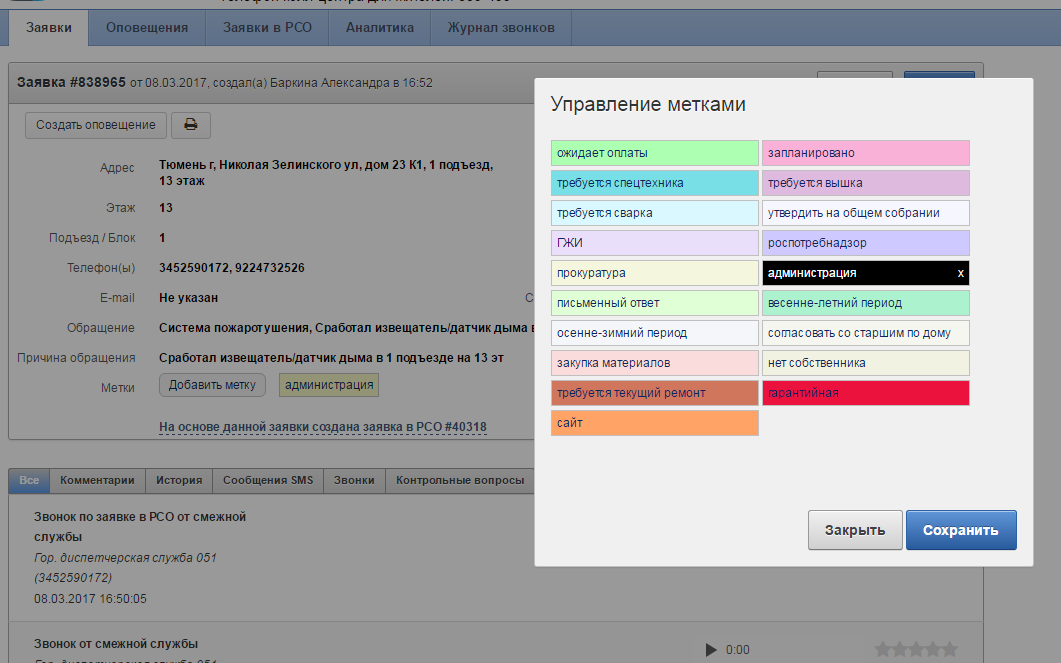 Заявки
Оповещения
Заявки в РСО
Аналитика
Журнал звонков
Заявка #838965 от 08.03.2017, создал(а) Баркина Александра в 16:52
Создать оповещение
Адрес
Тюмень г, Николая Зелинского ул, дом 23 К1, 1 подъезд,
13 этаж
Этаж
13
Подъезд / Блок
1
Телефон(ы)
3452590172, 9224732526
E-mail
Не указан
С
Обращение
Система пожаротушения, Сработал извещатель/датчик дыма в
Причина обращения
Сработал извещатель/датчик дыма в 1 подъезде на 13 эт
Метки
Добавить метку
администрация
На основе данной заявки создана заявка в РСО #40318
Все
Комментарии
История
Сообщения SMS
Звонки
Контрольные вопросы
Звонок по заявке в РСО от смежной
службы
Гор. диспетчерская служба 051
(3452590172)
08.03.2017 16:50:05
Звонок от смежной службы
0:00
Управление метками
ожидает оплаты
запланировано
требуется спецтехника
требуется вышка
требуется сварка
утвердить на общем собрании
ГЖИ
роспотребнадзор
прокуратура
администрация x
письменный ответ
весенне-летний период
осенне-зимний период
согласовать со старшим по дому
закупка материалов
нет собственника
требуется текущий ремонт
гарантийная
сайт
Закрыть
Сохранить